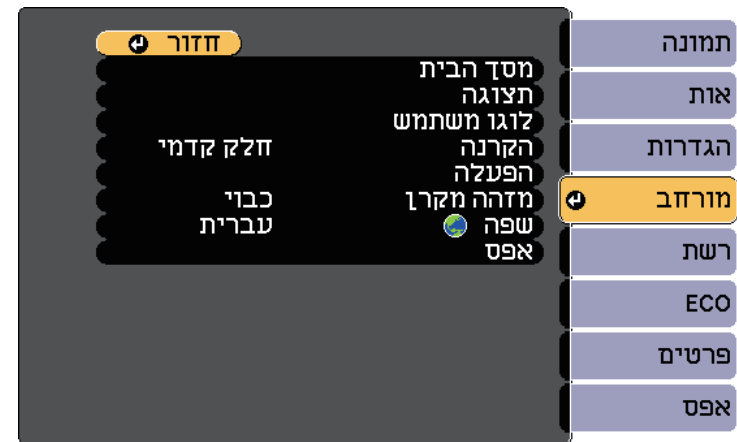 תמונה
אות
הגדרות
מורחב
רשת
ECO
פרטים
אפס
חזור
מסך הבית
תצוגה
לוגו משתמש
הקרנה חלק קדמי
הפעלה
מזהה מקרן כבוי
שפה עברית
אפס